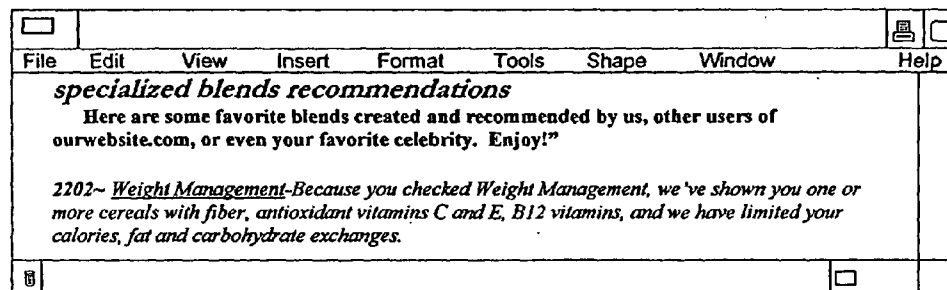 File Edit View Insert Format Tools Shape Window Help
specialized blends recommendations
Here are some favorite blends created and recommended by us, other users of
ourwebsite.com, or even your favorite celebrity. Enjoy!”
2202~ Weight Management-Because you checked Weight Management, we've shown you one or
more cereals with fiber, antioxidant vitamins C and E, B12 vitamins, and we have limited your
calories, fat and carbohydrate exchanges.